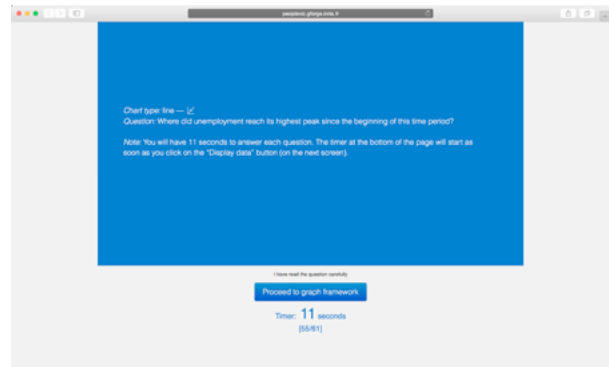 peopleviz.gforge.inria.fr
Chart type: line —
Question: Where did unemployment reach its highest peak since the beginning of this time period?
Note: You will have 11 seconds to answer each question. The timer at the bottom of the page will start as
soon as you click on the "Display data" button (on the next screen).
I have read the question carefully
Proceed to graph framework
Timer: 11 seconds
[55/61]